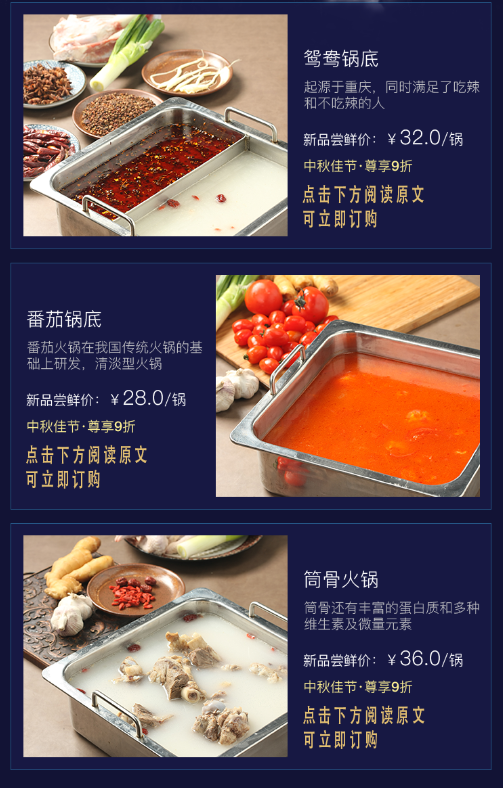 鸳鸯锅底
起源于重庆，同时满足了吃辣
和不吃辣的人
新品尝鲜价：￥32.0/锅
中秋佳节·尊享9折
点击下方阅读原文
可立即订购
番茄锅底
番茄火锅在我国传统火锅的基
础上研发，清淡型火锅
新品尝鲜价：￥28.0/锅
中秋佳节·尊享9折
点击下方阅读原文
可立即订购
筒骨火锅
筒骨还有丰富的蛋白质和多种
维生素及微量元素
新品尝鲜价：￥36.0/锅
中秋佳节·尊享9折
点击下方阅读原文
可立即订购